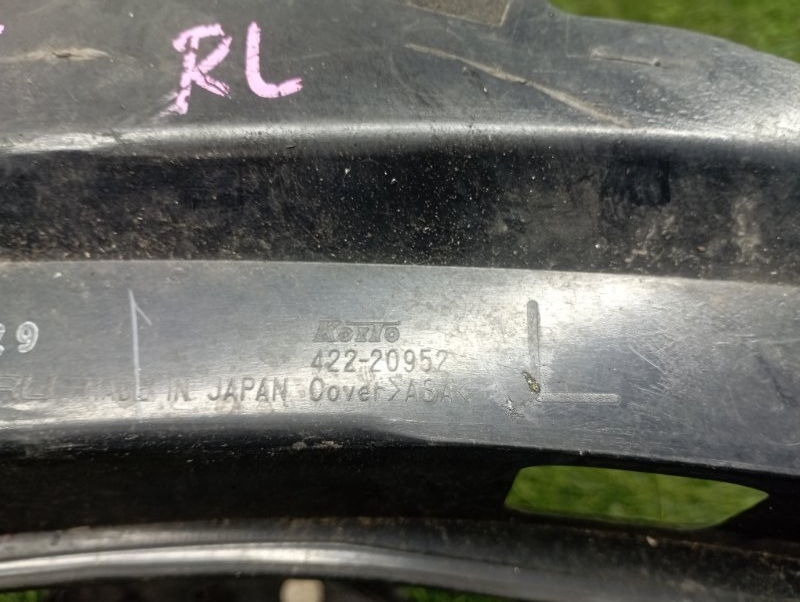 RL
KOITO
422-20952
MADE IN JAPAN Cover >ASA<
L